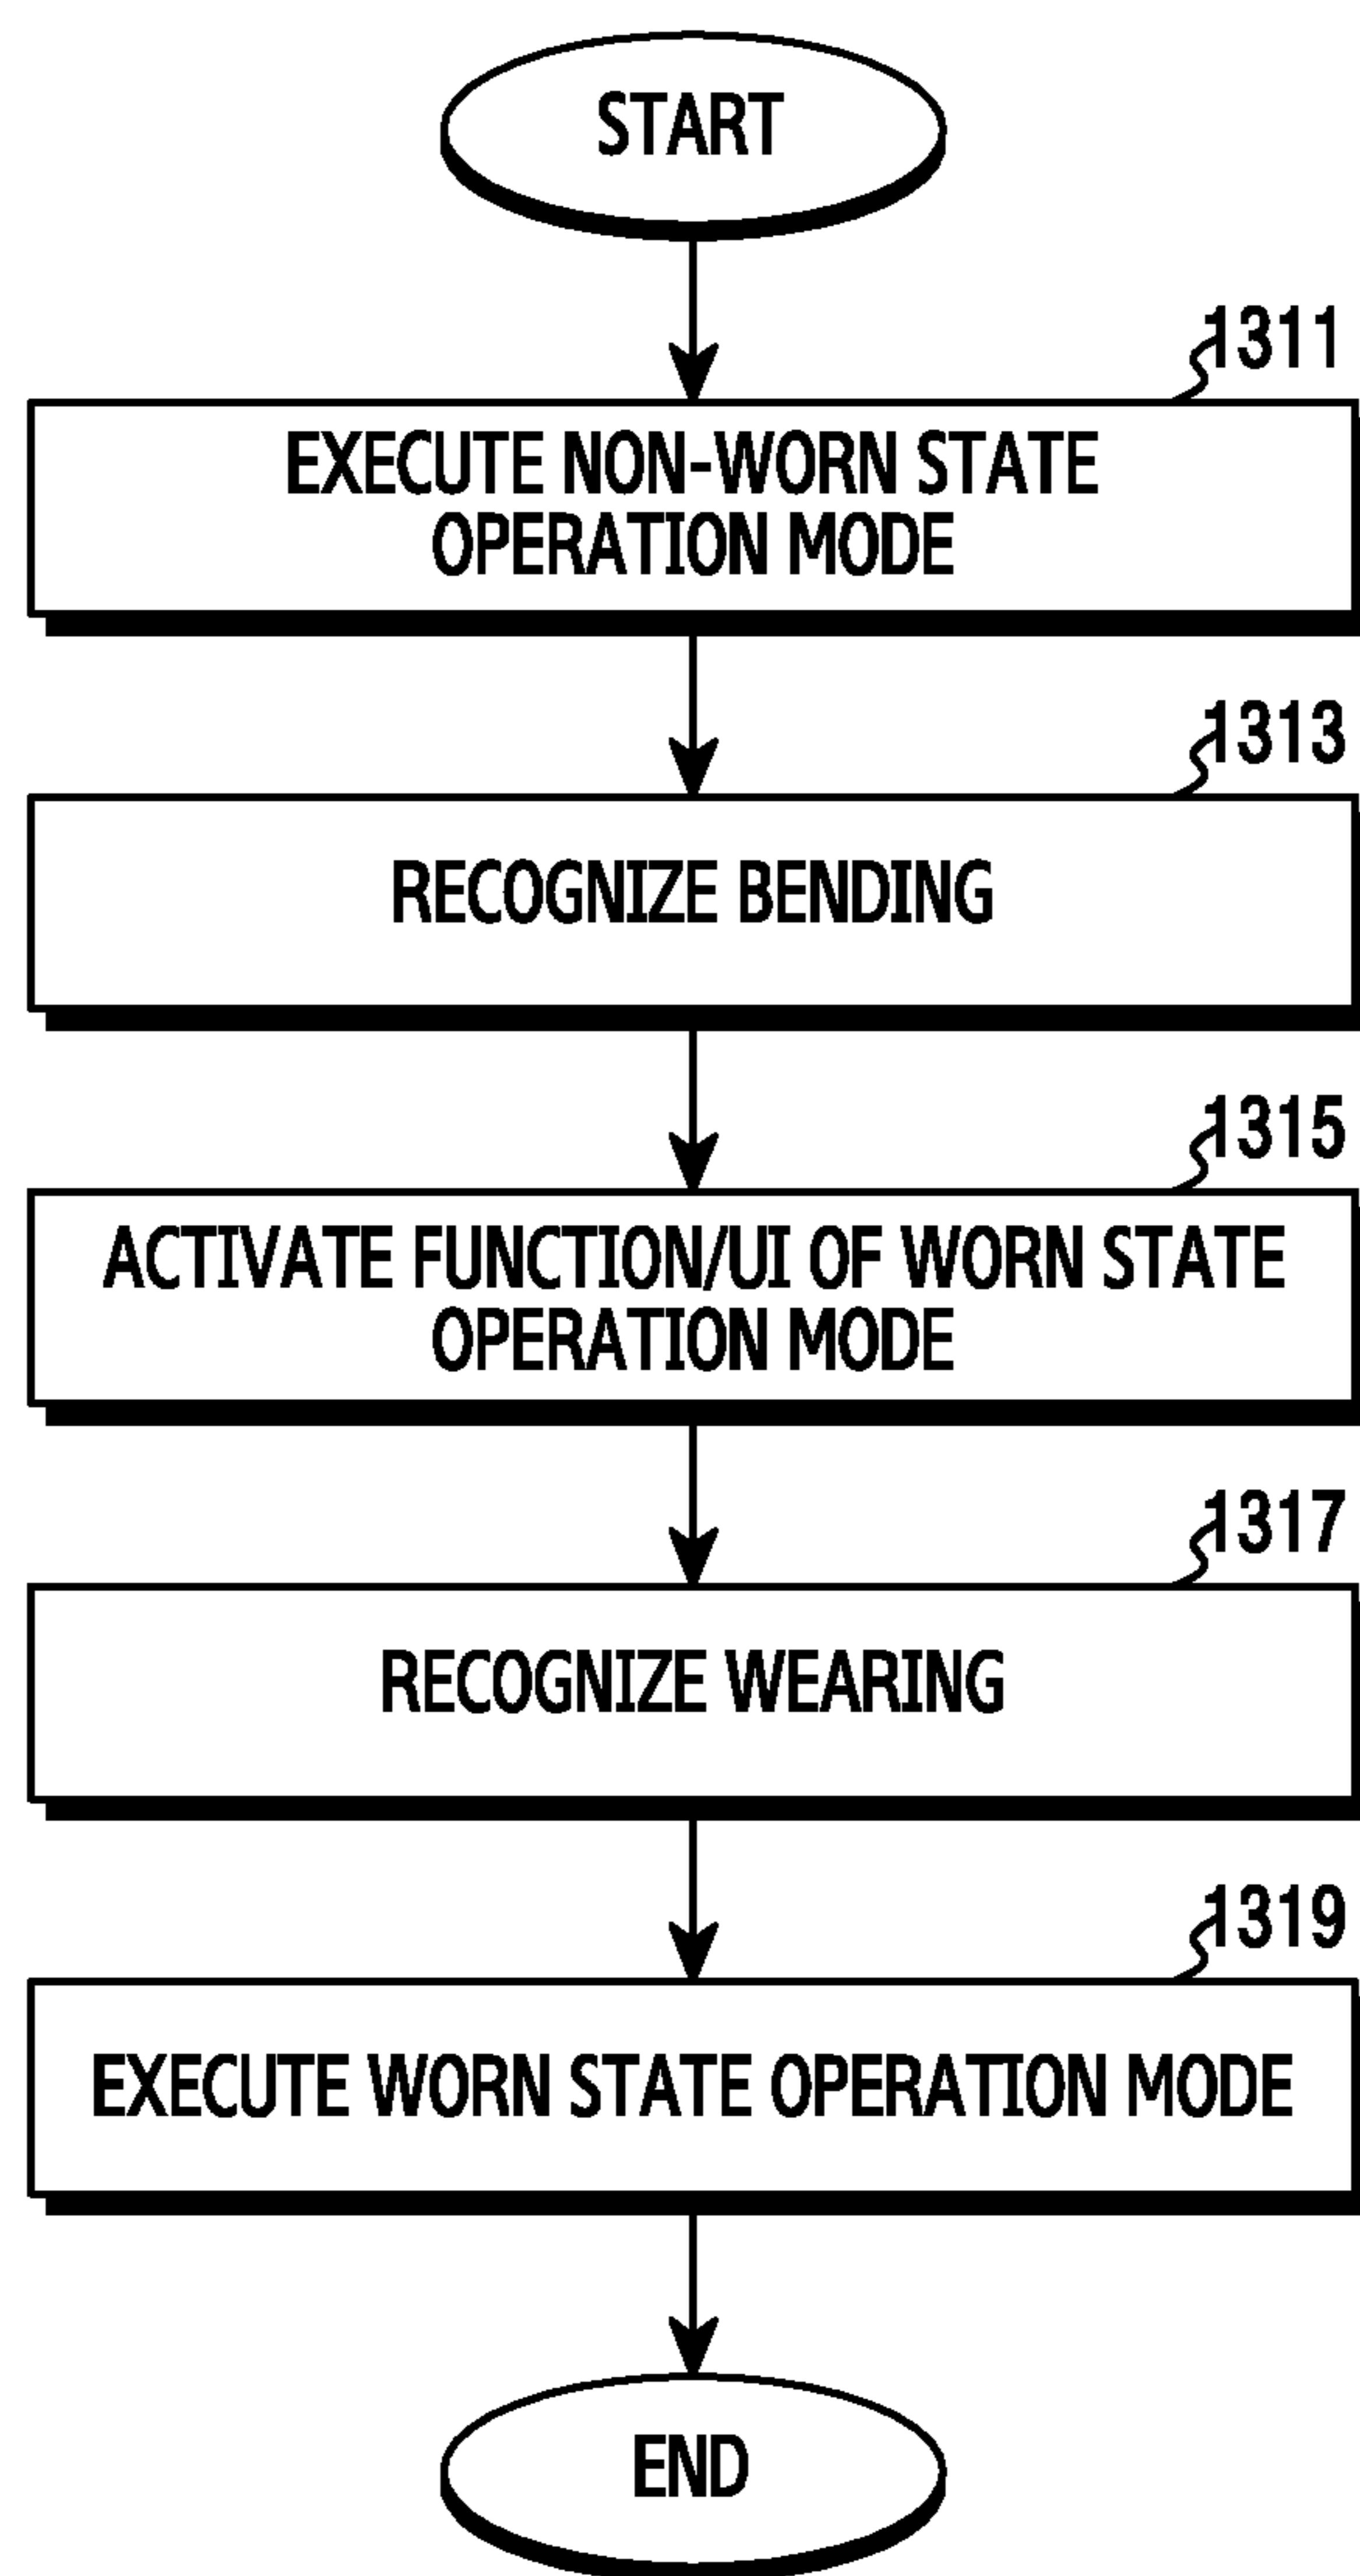 START
1311
EXECUTE NON-WORN STATE
OPERATION MODE
1313
RECOGNIZE BENDING
1315
ACTIVATE FUNCTION/UI OF WORN STATE
OPERATION MODE
1317
RECOGNIZE WEARING
1319
EXECUTE WORN STATE OPERATION MODE
END